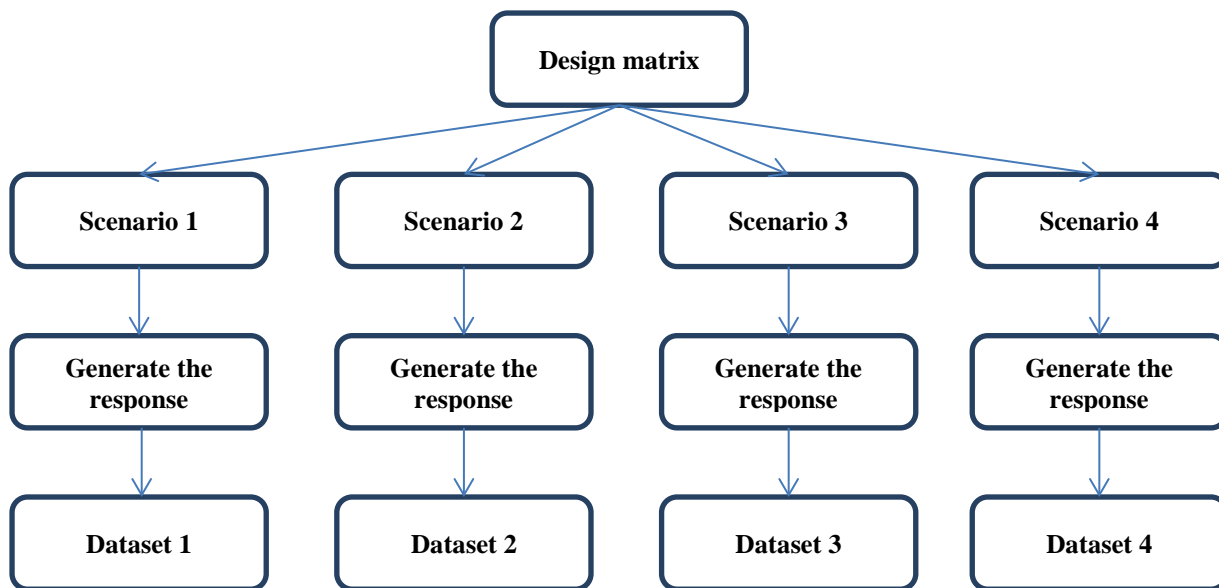 Design matrix
Scenario 1
Scenario 2
Scenario 3
Scenario 4
Generate the
response
Generate the
response
Generate the
response
Generate the
response
Dataset 1
Dataset 2
Dataset 3
Dataset 4